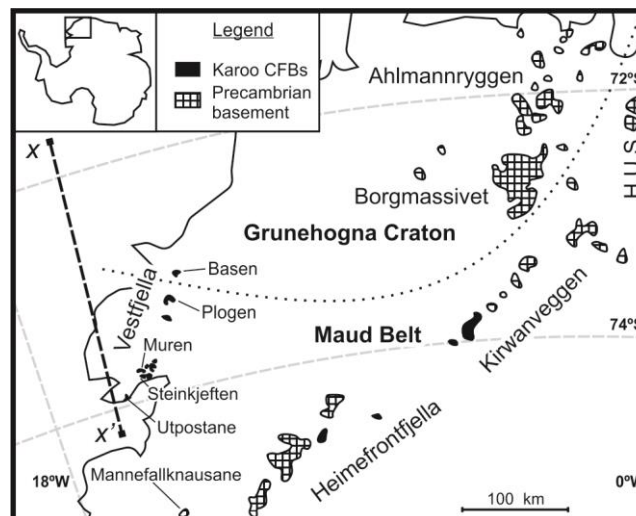 Legend
Karoo CFBs
Precambrian
basement
Ahlmannryggen
72°S
S T H
Borgmassivet
X
Grunehogna Craton
Basen
Vestfjella
Plogen
Maud Belt
Kirwanveggen
74°S
Muren
Steinkjeften
Utpostane
X'
Heimefrontfjella
Mannefallknausane
18°W
0°W
100 km